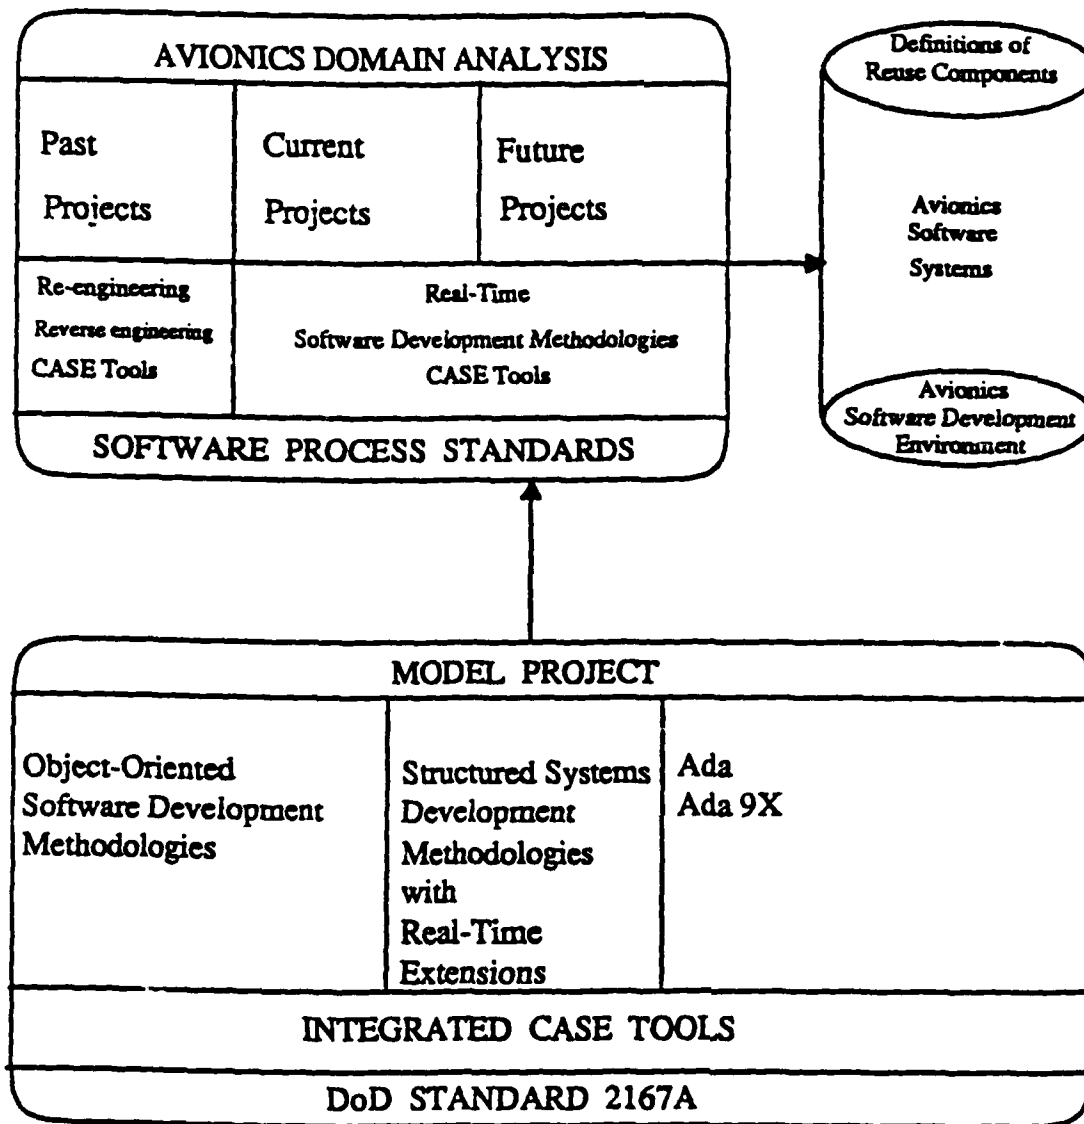 AVIONICS DOMAIN ANALYSIS
Past
Projects
Current
Projects
Future
Projects
Re-engineering
Reverse engineering
CASE Tools
Real-Time
Software Development Methodologies
CASE Tools
SOFTWARE PROCESS STANDARDS
Definitions of
Reuse Components
Avionics
Software
Systems
Avionics
Software Development
Environment
MODEL PROJECT
Object-Oriented
Software Development
Methodologies
Structured Systems
Development
Methodologies
with
Real-Time
Extensions
Ada
Ada 9X
INTEGRATED CASE TOOLS
DoD STANDARD 2167A